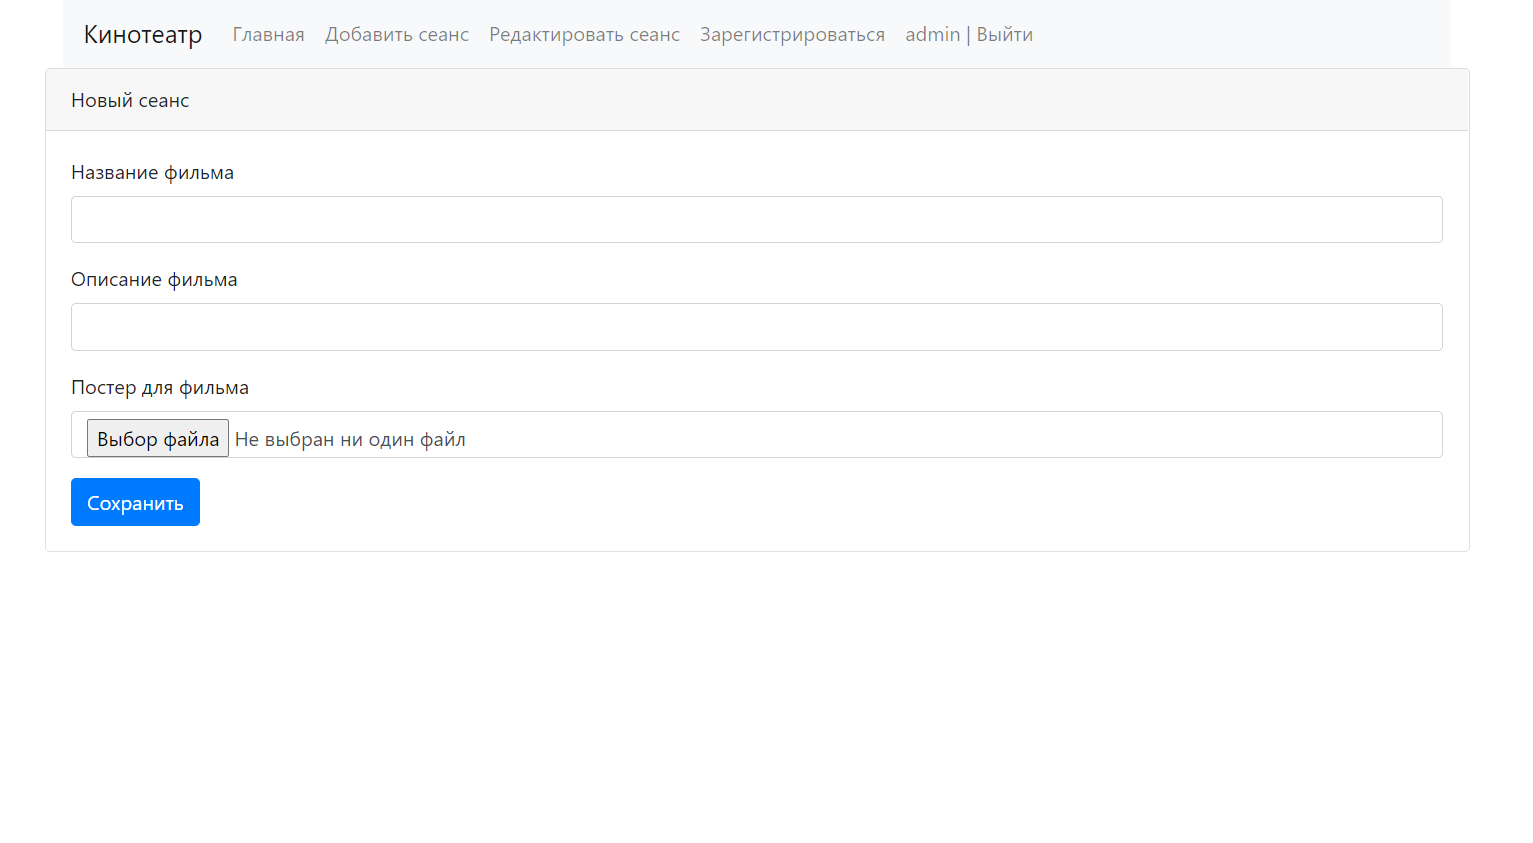 Кинотеатр Главная Добавить сеанс Редактировать сеанс Зарегистрироваться admin | Выйти
Новый сеанс
Название фильма
Описание фильма
Постер для фильма
Выбор файла Не выбран ни один файл
Сохранить